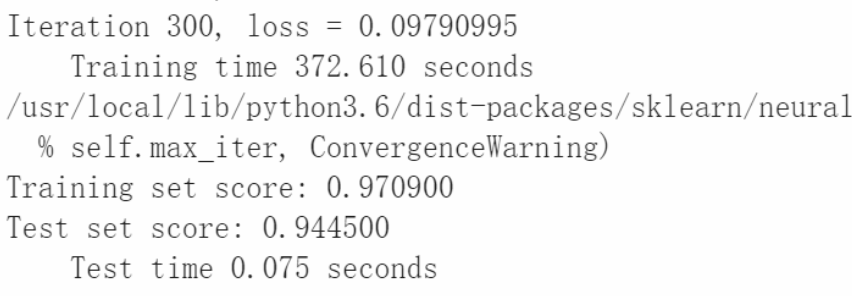 Iteration 300, loss = 0.09790995
Training time 372.610 seconds
/usr/local/lib/python3.6/dist-packages/sklearn/neural
% self.max_iter, ConvergenceWarning)
Training set score: 0.970900
Test set score: 0.944500
Test time 0.075 seconds